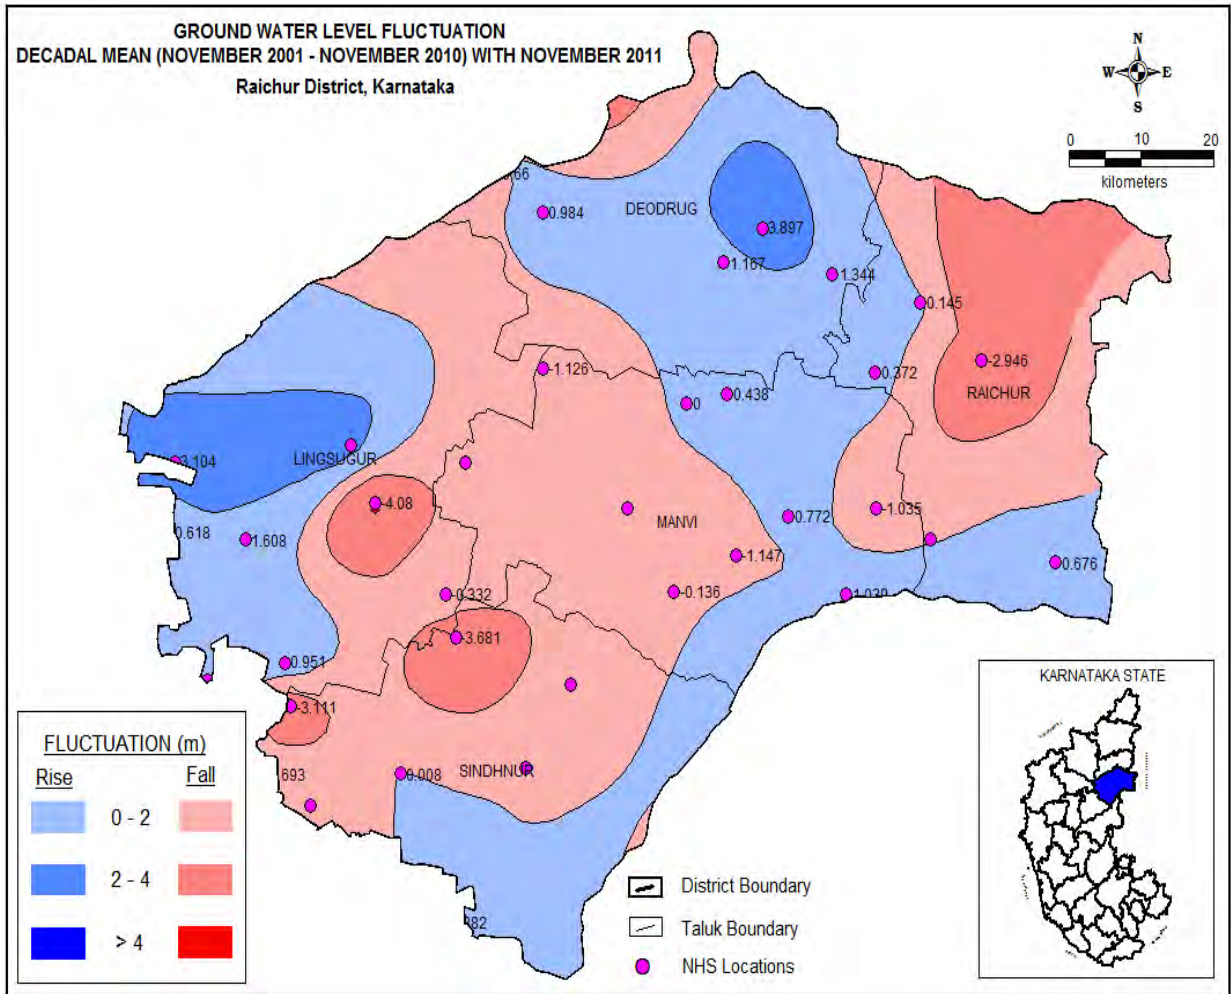 GROUND WATER LEVEL FLUCTUATION
DECADAL MEAN (NOVEMBER 2001 - NOVEMBER 2010) WITH NOVEMBER 2011
Raichur District, Karnataka
N
W E
S
0 10 20
kilometers
66
0.984
DEODRUG
3.897
1.167
1.344
0.145
-1.126
0.372
-2.946
0
0.438
RAICHUR
3.104
LINGSUGUR
-4.08
0.618
1.608
MANVI
0.772
-1.035
-1.147
0.676
-0.332
-0.136
1.039
-3.681
0.951
-3.111
693
0.008
SINDHNUR
382
FLUCTUATION (m)
Rise Fall
0 - 2
2 - 4
> 4
District Boundary
Taluk Boundary
NHS Locations
KARNATAKA STATE